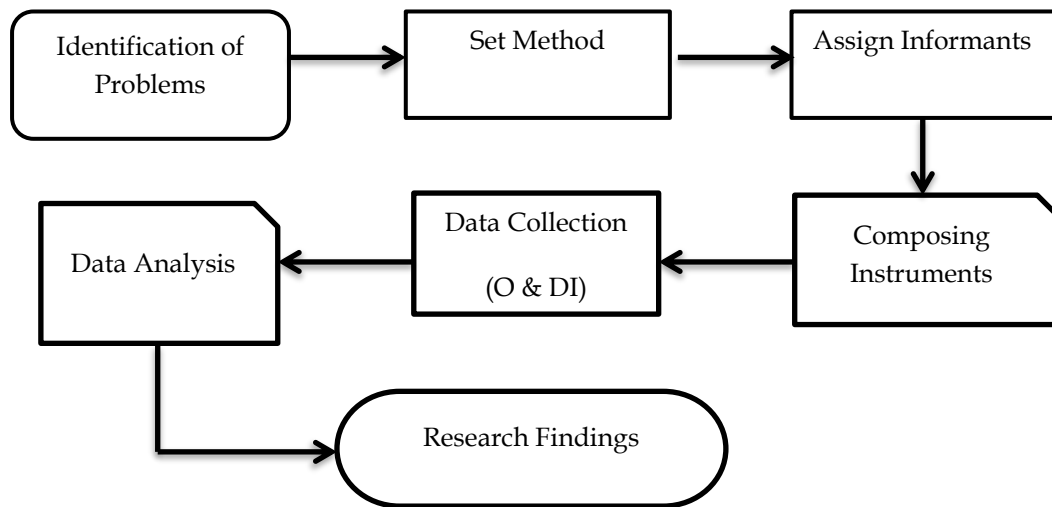 Identification of
Problems
Set Method
Assign Informants
Composing
Instruments
Data Collection
(O & DI)
Data Analysis
Research Findings